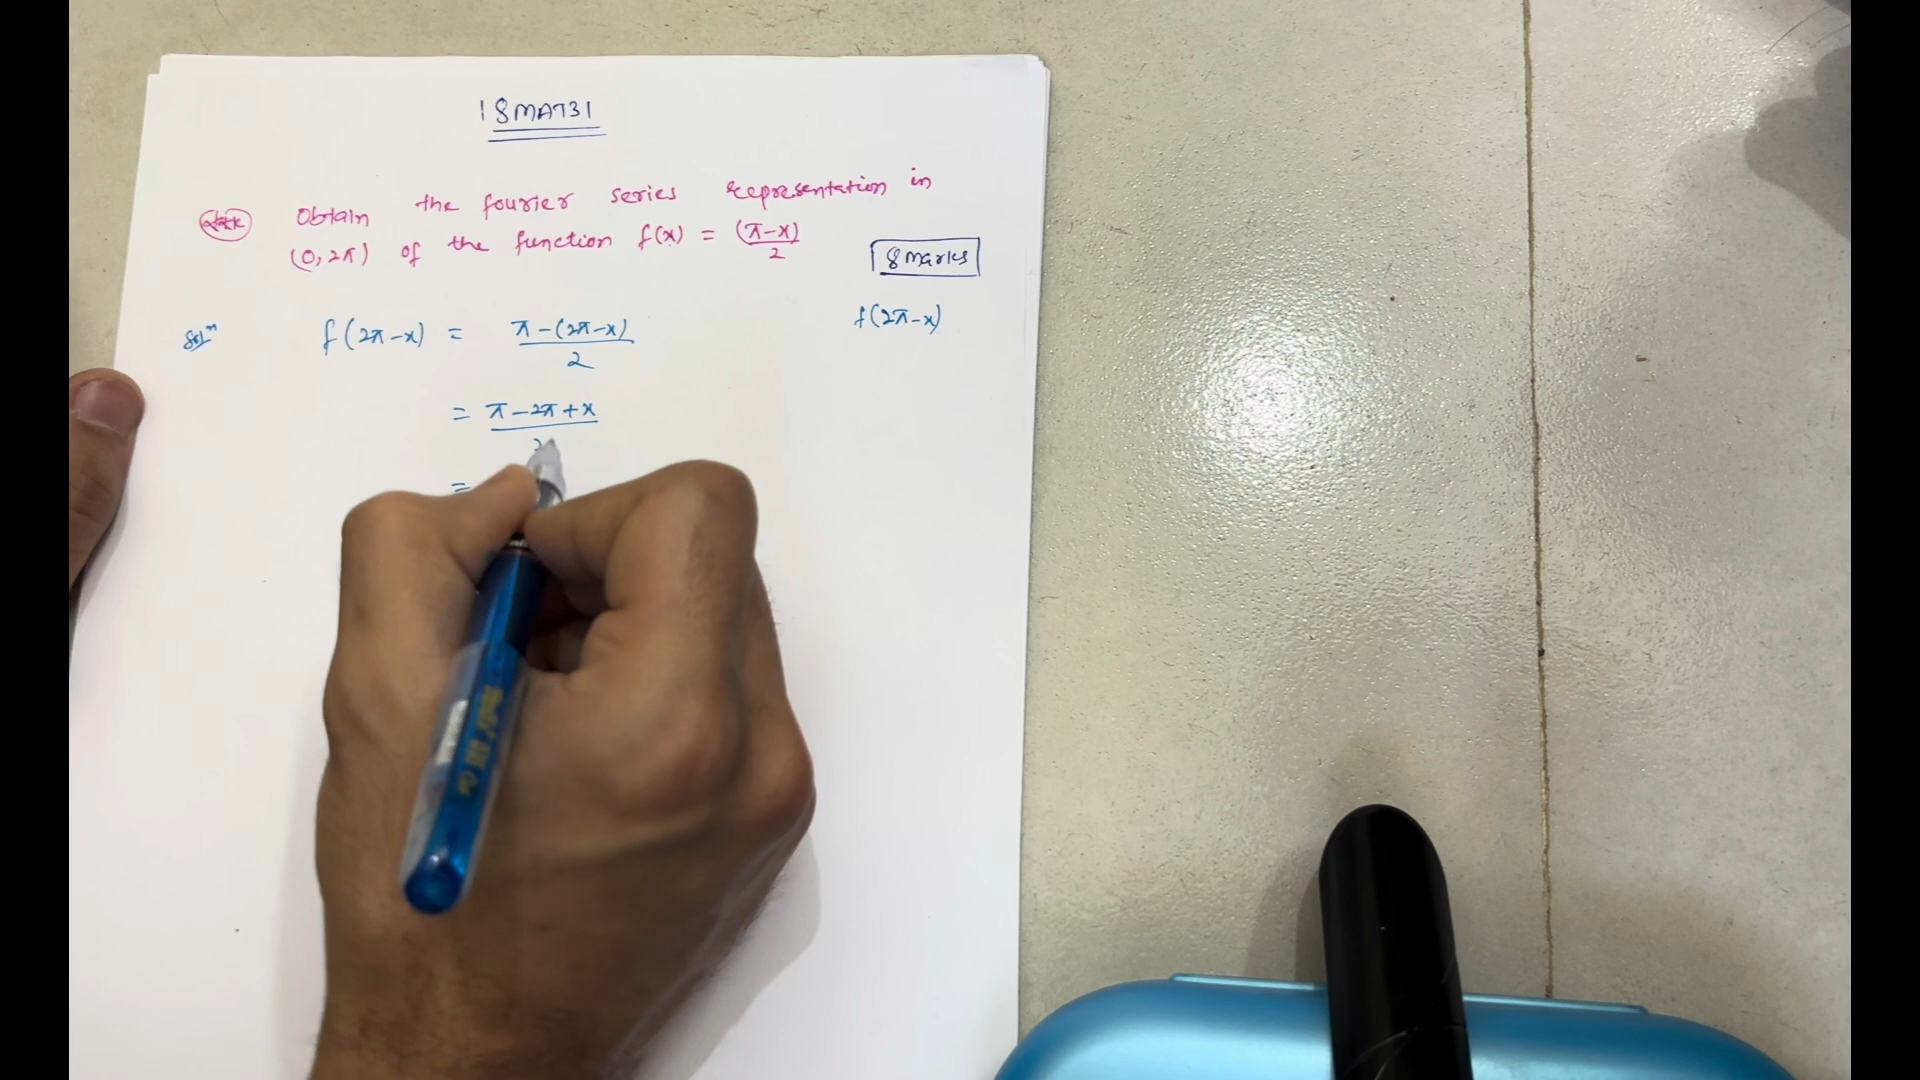 18MAT31
Obtain the fourier series representation in
(0, 2π) of the function f(x) = (π-x)/2
8 Marks
f(2π-x)
Solⁿ f(2π-x) = π-(2π-x)/2
= π-2π+x/2
=